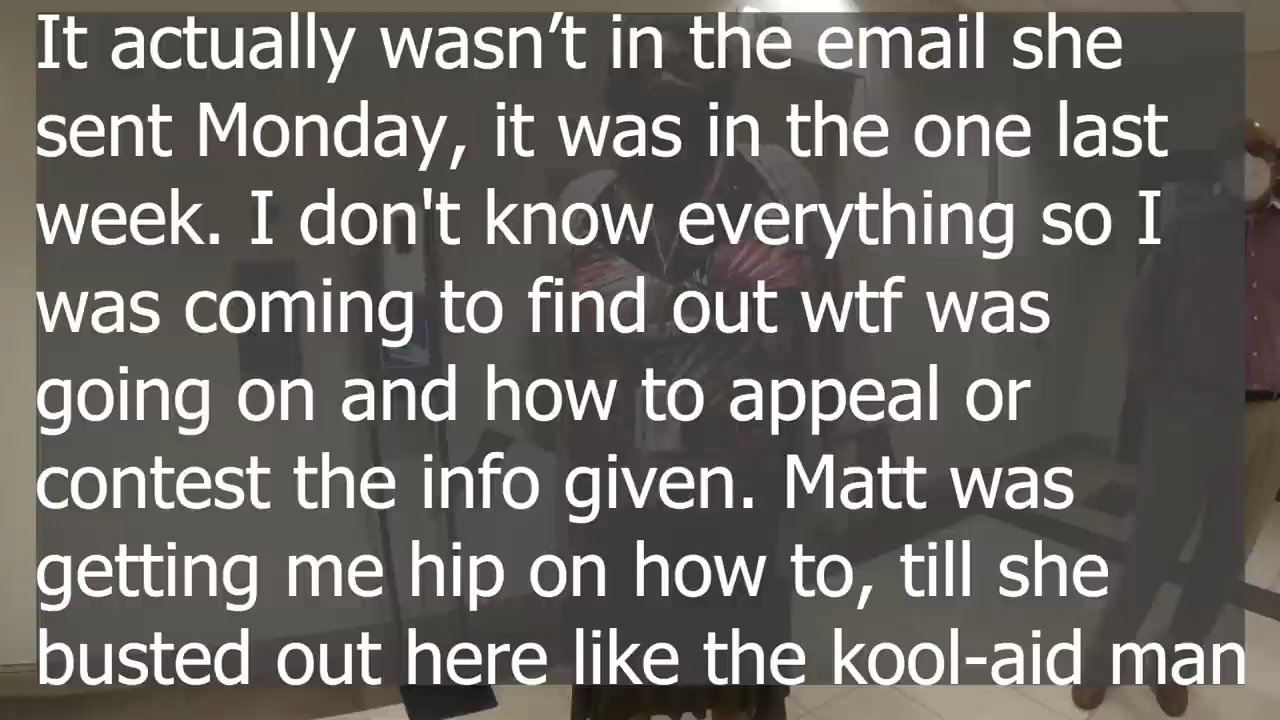 It actually wasn’t in the email she
sent Monday, it was in the one last
week. I don't know everything so I
was coming to find out wtf was
going on and how to appeal or
contest the info given. Matt was
getting me hip on how to, till she
busted out here like the kool-aid man